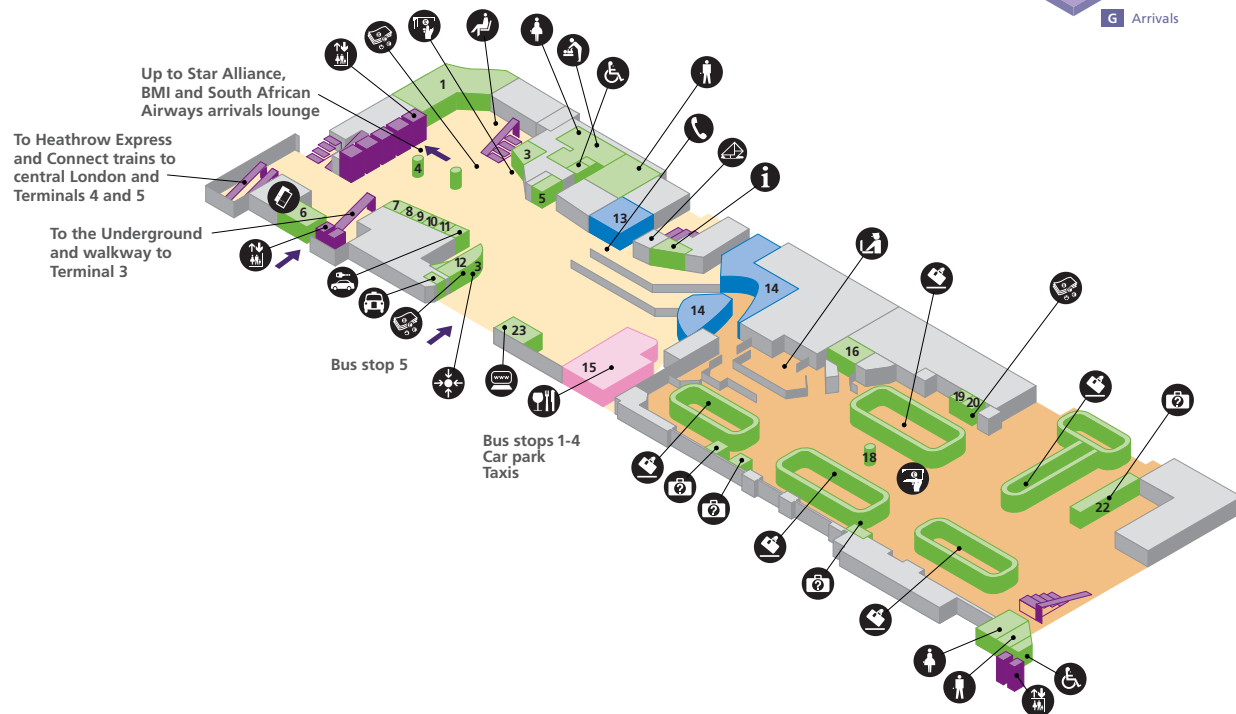 G Arrivals
Up to Star Alliance,
BMI and South African
Airways arrivals lounge
To Heathrow Express
and Connect trains to
central London and
Terminals 4 and 5
To the Underground
and walkway to
Terminal 3
Bus stop 5
Bus stops 1-4
Car park
Taxis
1
3
4
5
6
7
8
9
10
11
12
3
13
14
14
15
16
18
19
20
22
23
www
i